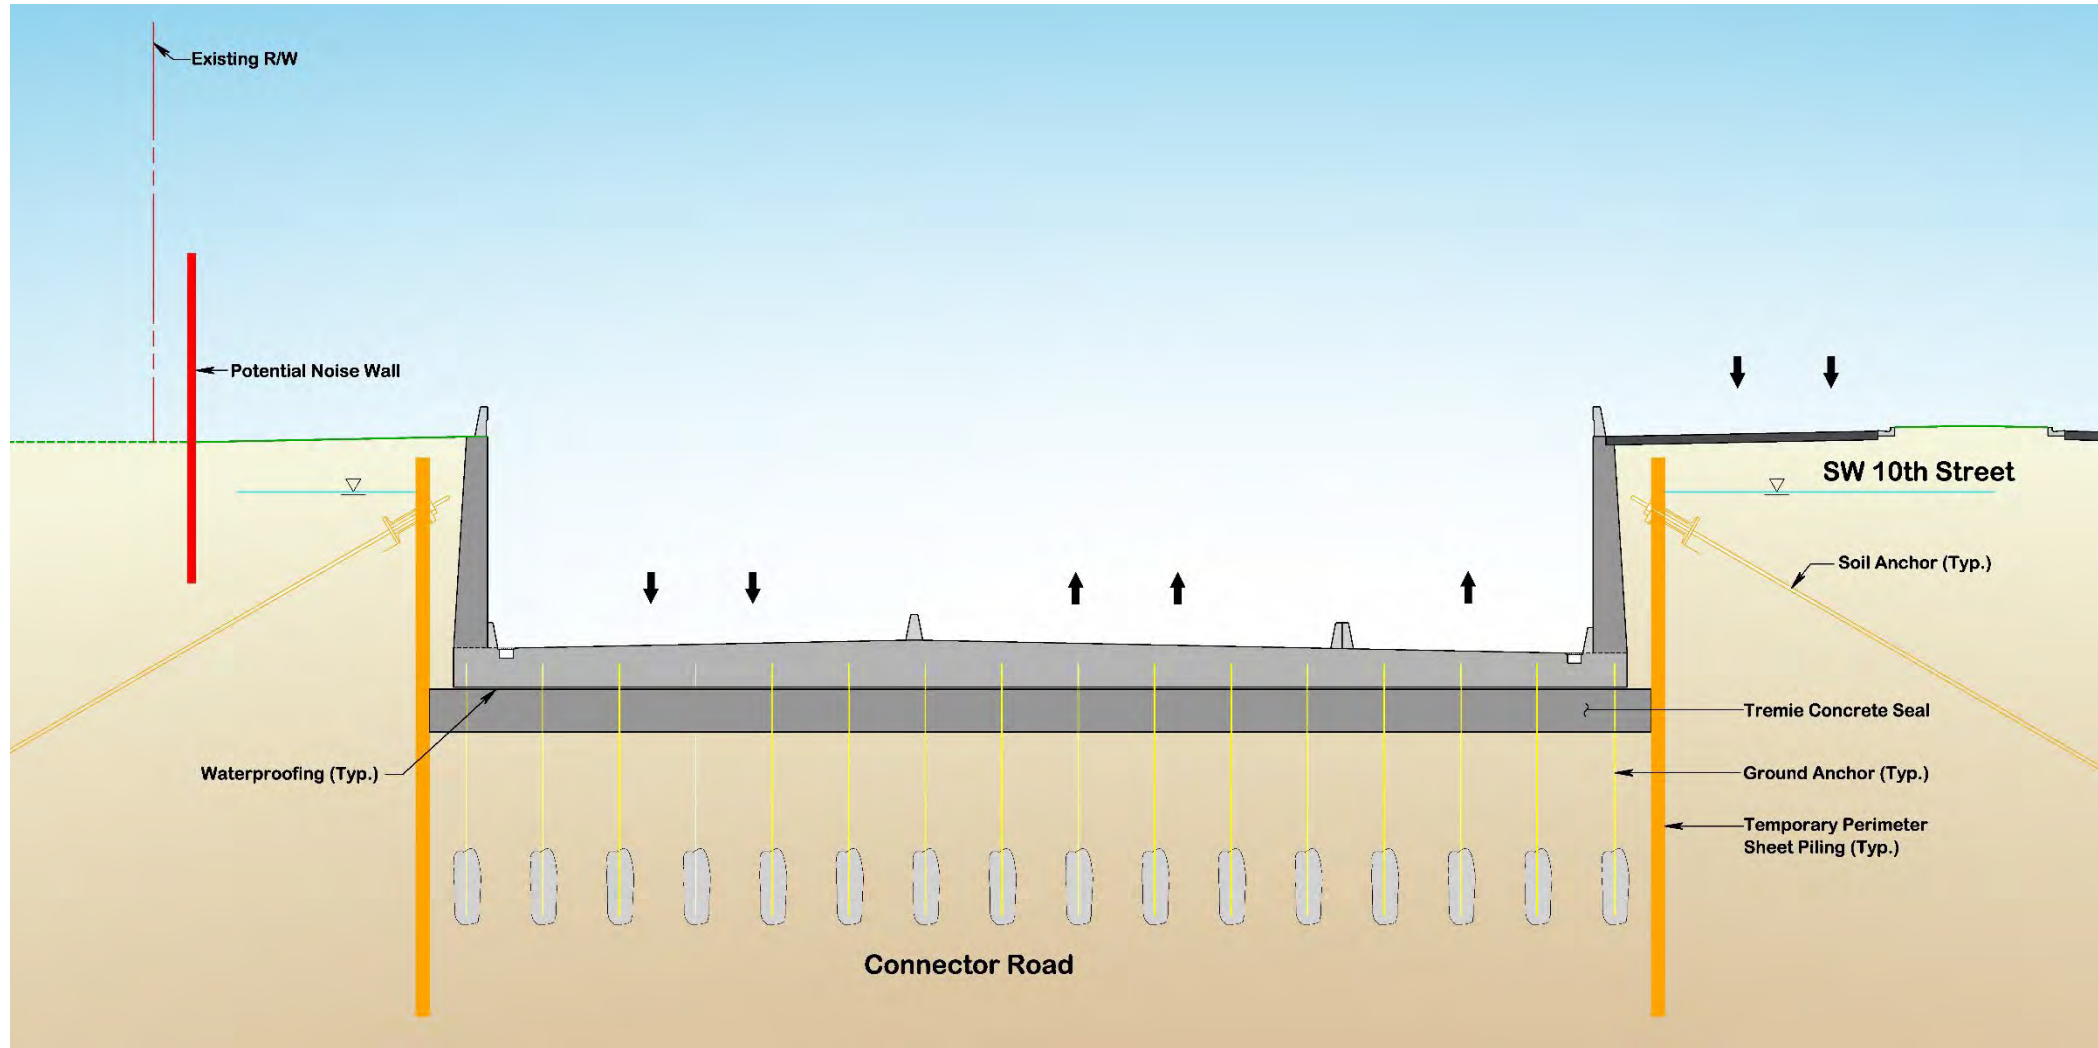 Existing R/W
Potential Noise Wall
SW 10th Street
Soil Anchor (Typ.)
Tremie Concrete Seal
Waterproofing (Typ.)
Ground Anchor (Typ.)
Temporary Perimeter
Sheet Piling (Typ.)
Connector Road